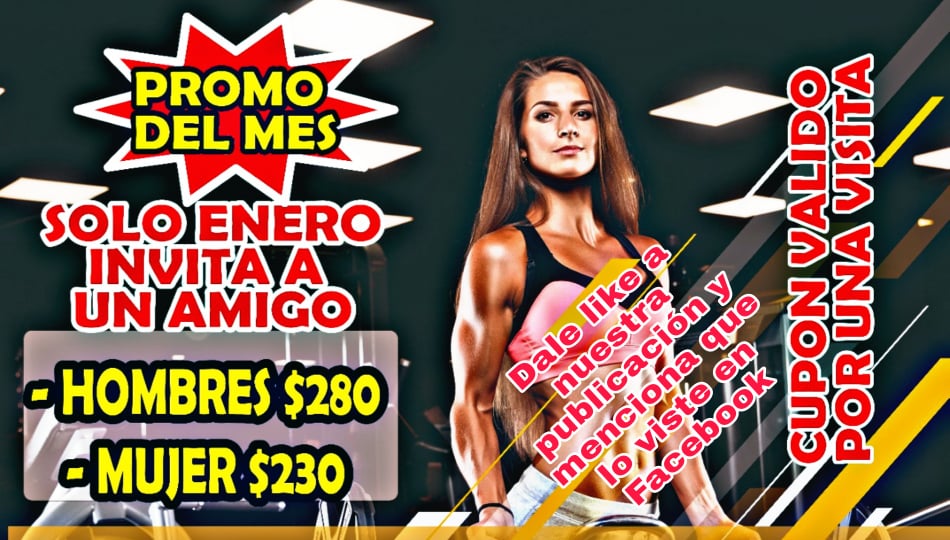 PROMO
DEL MES
SOLO ENERO
INVITA A
UN AMIGO
- HOMBRES $280
- MUJER $230
Dale like a
nuestra
publicación y
menciona que
lo viste en
Facebook
CUPON VALIDO
POR UNA VISITA